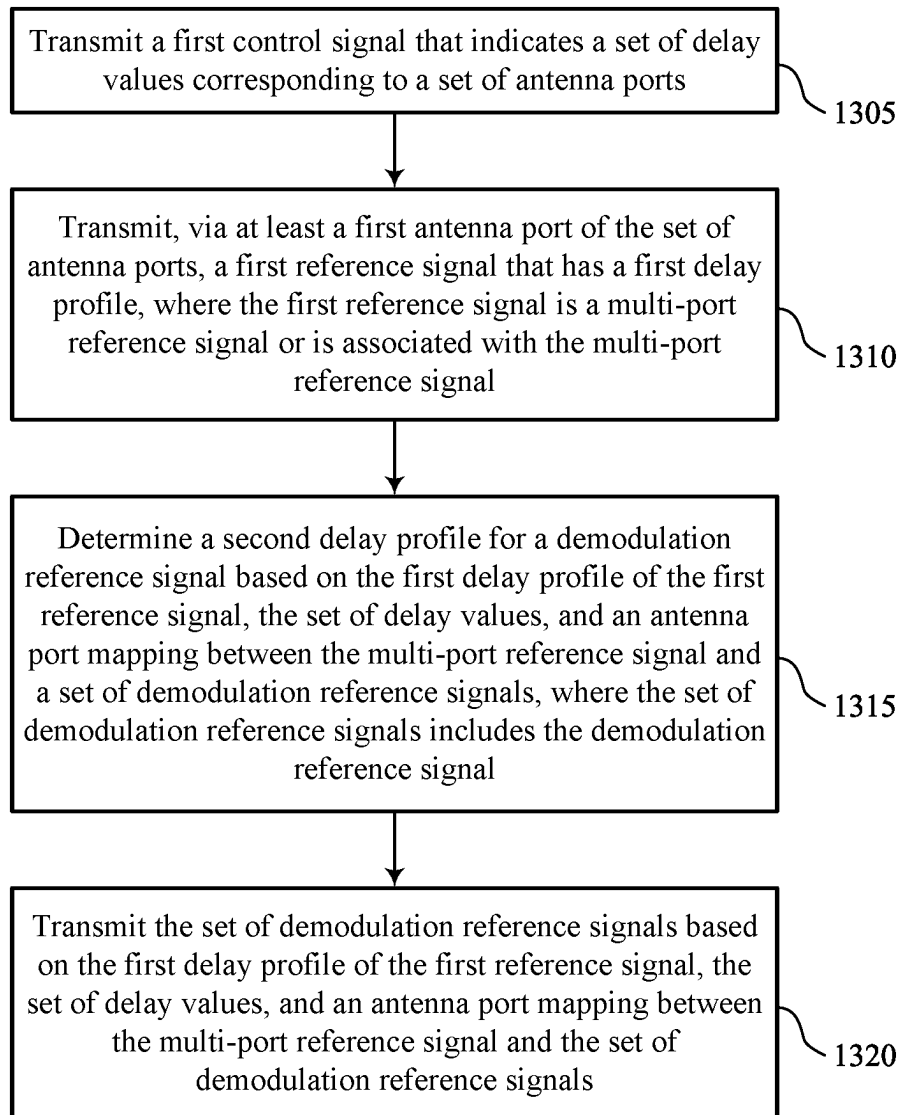 Transmit a first control signal that indicates a set of delay
values corresponding to a set of antenna ports
1305
Transmit, via at least a first antenna port of the set of
antenna ports, a first reference signal that has a first delay
profile, where the first reference signal is a multi-port
reference signal or is associated with the multi-port
reference signal
1310
Determine a second delay profile for a demodulation
reference signal based on the first delay profile of the first
reference signal, the set of delay values, and an antenna
port mapping between the multi-port reference signal and
a set of demodulation reference signals, where the set of
demodulation reference signals includes the demodulation
reference signal
1315
Transmit the set of demodulation reference signals based
on the first delay profile of the first reference signal, the
set of delay values, and an antenna port mapping between
the multi-port reference signal and the set of
demodulation reference signals
1320